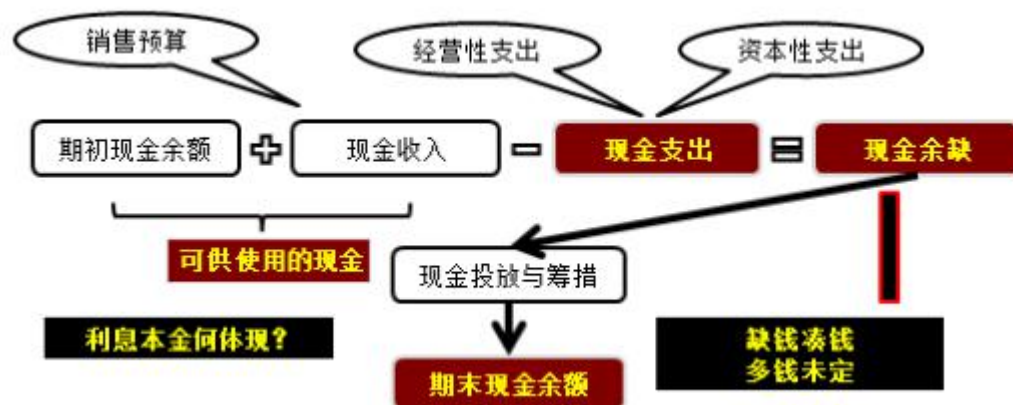 销售预算
经营性支出
资本性支出
期初现金余额
现金收入
现金支出
现金余缺
可供使用的现金
现金投放与筹措
利息本金何体现？
缺钱凑钱
多钱未定
期末现金余额